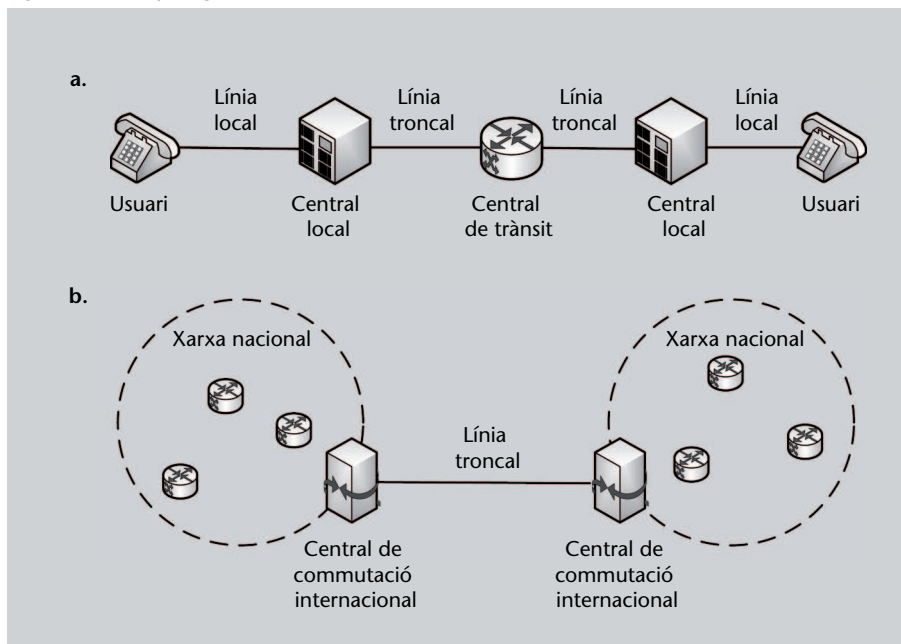 a.
Línia
local
Línia
troncal
Línia
troncal
Línia
local
Usuari
Central
local
Central
de trànsit
Central
local
Usuari
b.
Xarxa nacional
Xarxa nacional
Línia
troncal
Central de
commutació
internacional
Central de
commutació
internacional